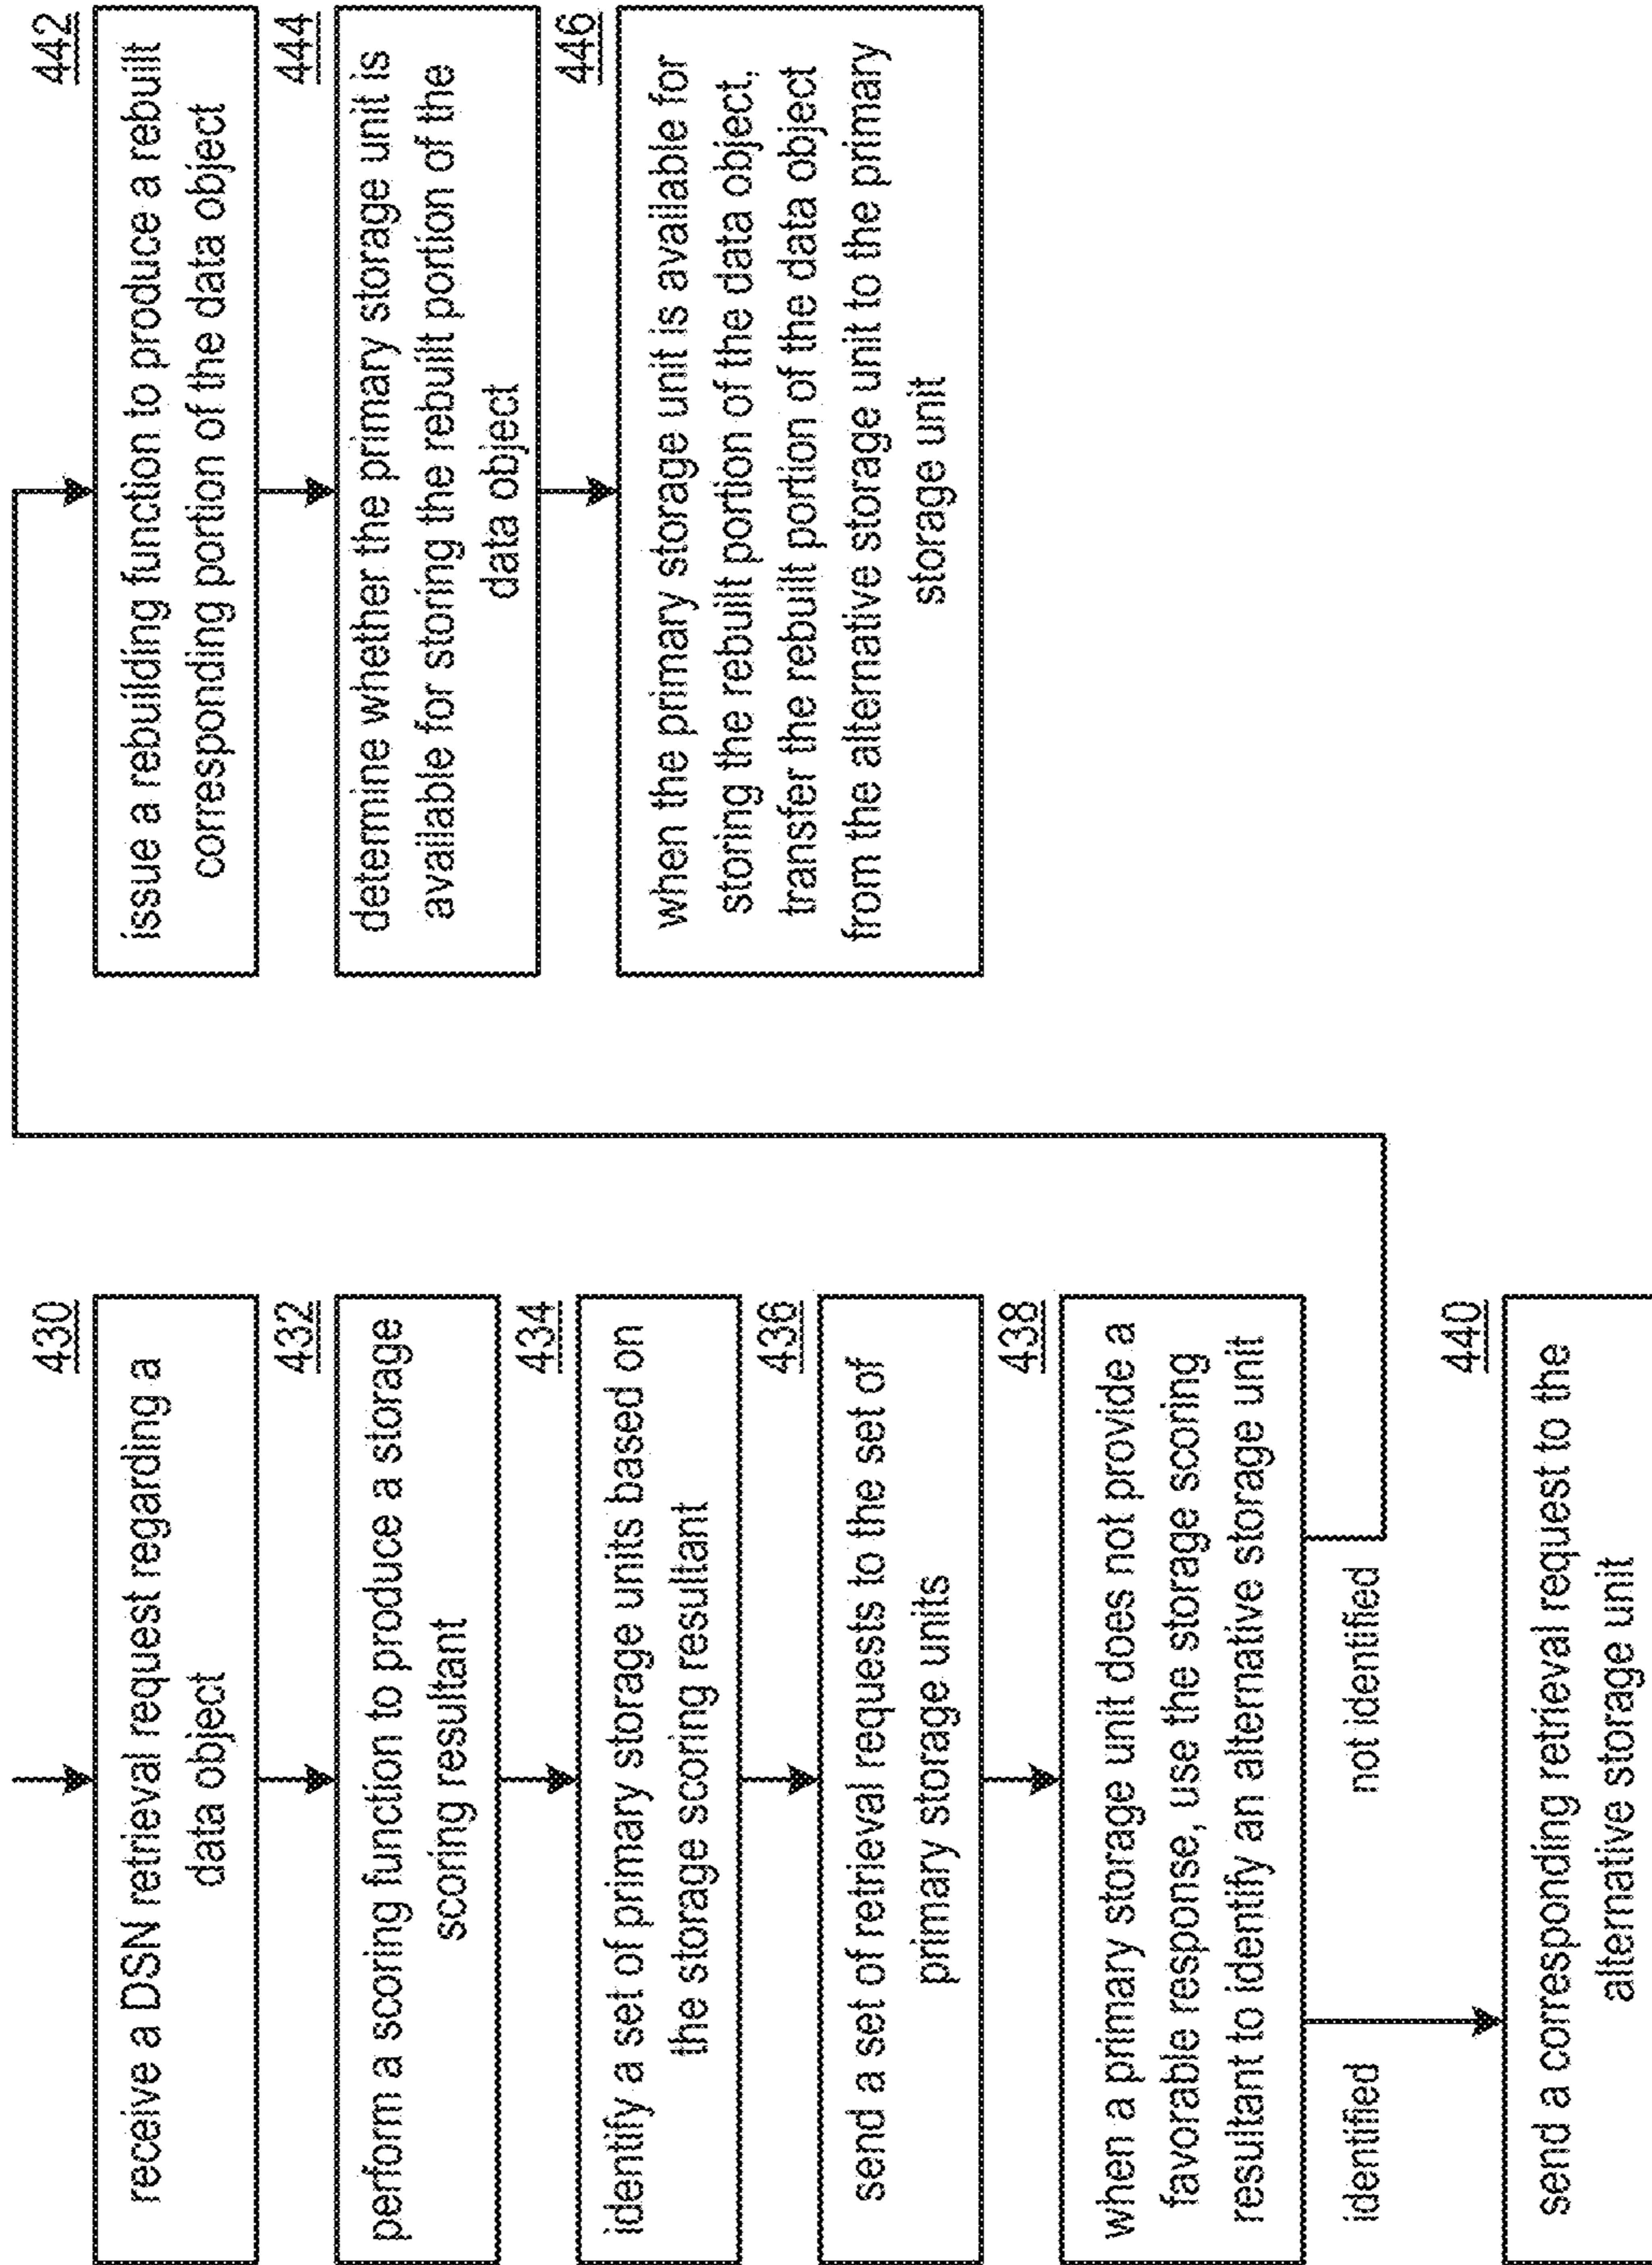 430
receive a DSN retrieval request regarding a
data object
432
perform a scoring function to produce a storage
scoring resultant
434
identify a set of primary storage units based on
the storage scoring resultant
436
send a set of retrieval requests to the set of
primary storage units
438
when a primary storage unit does not provide a
favorable response, use the storage scoring
resultant to identify an alternative storage unit
identified
not identified
440
send a corresponding retrieval request to the
alternative storage unit
442
issue a rebuilding function to produce a rebuilt
corresponding portion of the data object
444
determine whether the primary storage unit is
available for storing the rebuilt portion of the
data object
446
when the primary storage unit is available for
storing the rebuilt portion of the data object,
transfer the rebuilt portion of the data object
from the alternative storage unit to the primary
storage unit